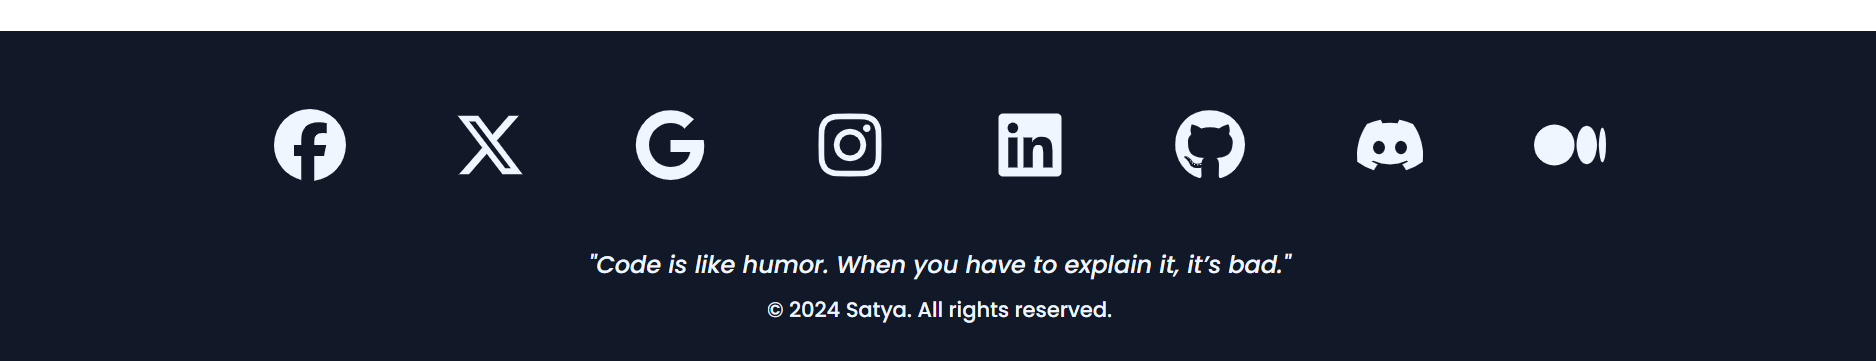 "Code is like humor. When you have to explain it, it’s bad."
© 2024 Satya. All rights reserved.